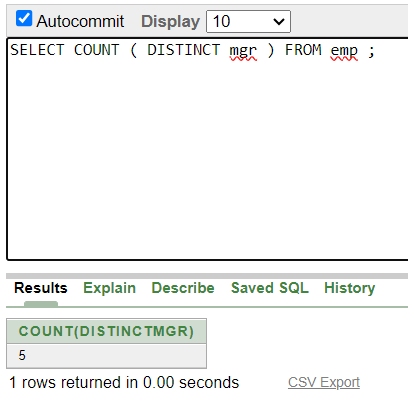 Autocommit Display 10
SELECT COUNT ( DISTINCT mgr ) FROM emp ;
Results Explain Describe Saved SQL History
COUNT(DISTINCTMGR)
5
1 rows returned in 0.00 seconds CSV Export